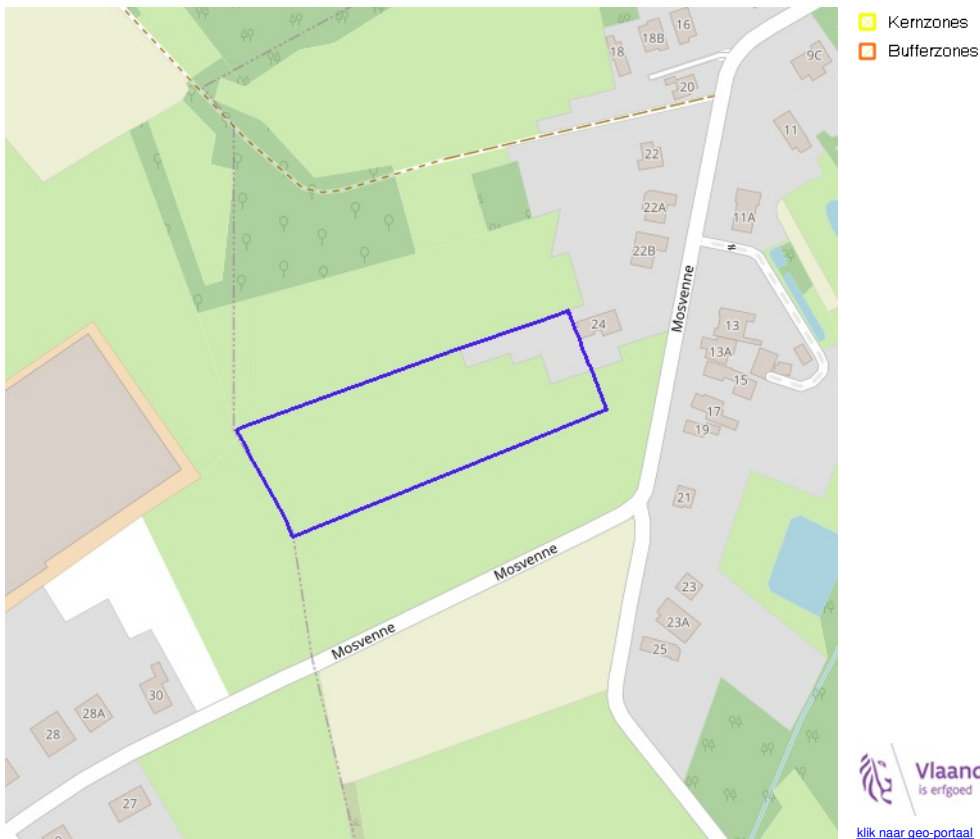 Kernzones
Bufferzones
16
18B
18
9C
20
11
22
22A
11A
22B
Mosvenne
24
13
13A
15
17
19
21
Mosvenne
23
23A
25
Mosvenne
30
28A
28
27
is erfgoed
klik naar geo-portaal